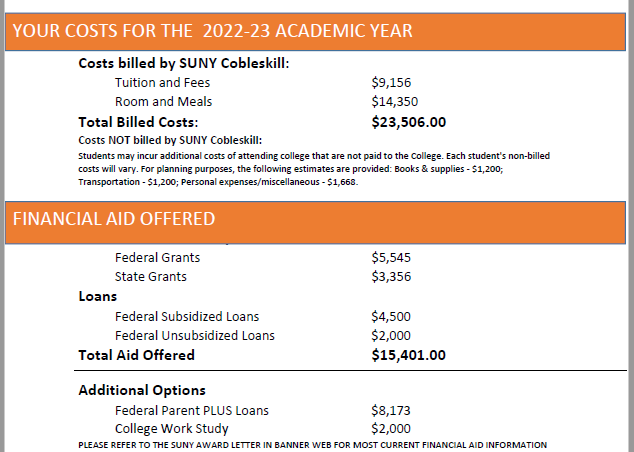 YOUR COSTS FOR THE 2022-23 ACADEMIC YEAR
Costs billed by SUNY Cobleskill:
Tuition and Fees $9,156
Room and Meals $14,350
Total Billed Costs: $23,506.00
Costs NOT billed by SUNY Cobleskill:
Students may incur additional costs of attending college that are not paid to the College. Each student's non-billed
costs will vary. For planning purposes, the following estimates are provided: Books & supplies - $1,200;
Transportation - $1,200; Personal expenses/miscellaneous - $1,668.
FINANCIAL AID OFFERED
Federal Grants $5,545
State Grants $3,356
Loans
Federal Subsidized Loans $4,500
Federal Unsubsidized Loans $2,000
Total Aid Offered $15,401.00
Additional Options
Federal Parent PLUS Loans $8,173
College Work Study $2,000
PLEASE REFER TO THE SUNY AWARD LETTER IN BANNER WEB FOR MOST CURRENT FINANCIAL AID INFORMATION